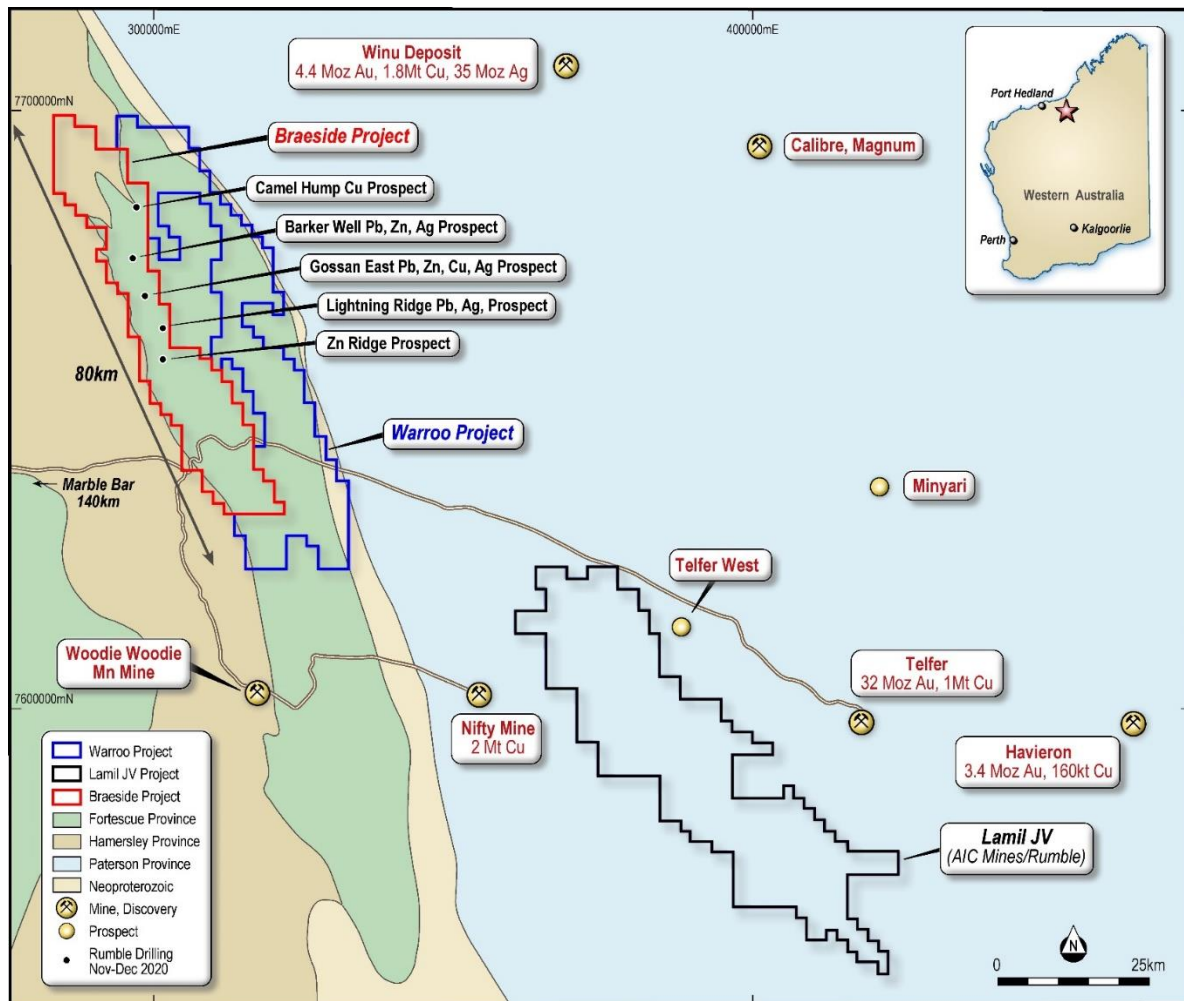 300000mE
400000mE
7700000mN
7600000mN
Winu Deposit
4.4 Moz Au, 1.8Mt Cu, 35 Moz Ag
Port Hedland
Western Australia
Kalgoorlie
Perth
Braeside Project
Calibre, Magnum
Camel Hump Cu Prospect
Barker Well Pb, Zn, Ag Prospect
Gossan East Pb, Zn, Cu, Ag Prospect
Lightning Ridge Pb, Ag, Prospect
Zn Ridge Prospect
80km
Warroo Project
Marble Bar
140km
Minyari
Telfer West
Woodie Woodie
Mn Mine
Nifty Mine
2 Mt Cu
Telfer
32 Moz Au, 1Mt Cu
Havieron
3.4 Moz Au, 160kt Cu
Lamil JV
(AIC Mines/Rumble)
Warroo Project
Lamil JV Project
Braeside Project
Fortescue Province
Hamersley Province
Paterson Province
Neoproterozoic
Mine, Discovery
Prospect
Rumble Drilling
Nov-Dec 2020
N
0
25km